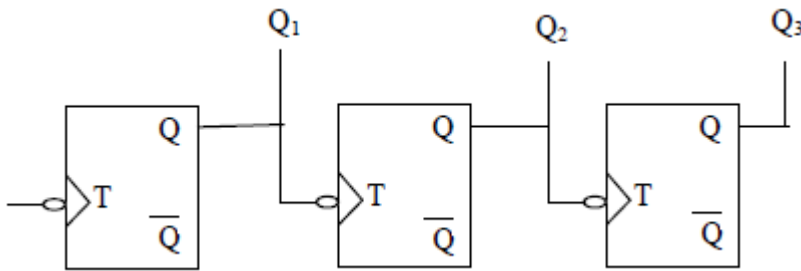 Q₁ Q₂ Q₃
Q Q Q
T T T
Q̅ Q̅ Q̅